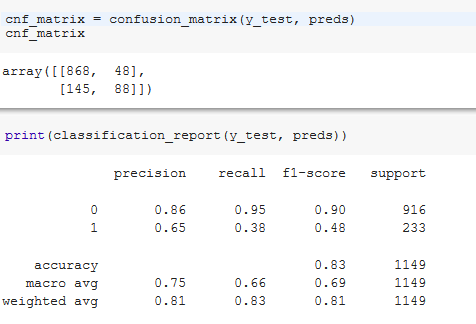 cnf_matrix = confusion_matrix(y_test, preds)
cnf_matrix
array([[868, 48],
[145, 88]])
print(classification_report(y_test, preds))
precision recall f1-score support
0 0.86 0.95 0.90 916
1 0.65 0.38 0.48 233
accuracy 0.83 1149
macro avg 0.75 0.66 0.69 1149
weighted avg 0.81 0.83 0.81 1149